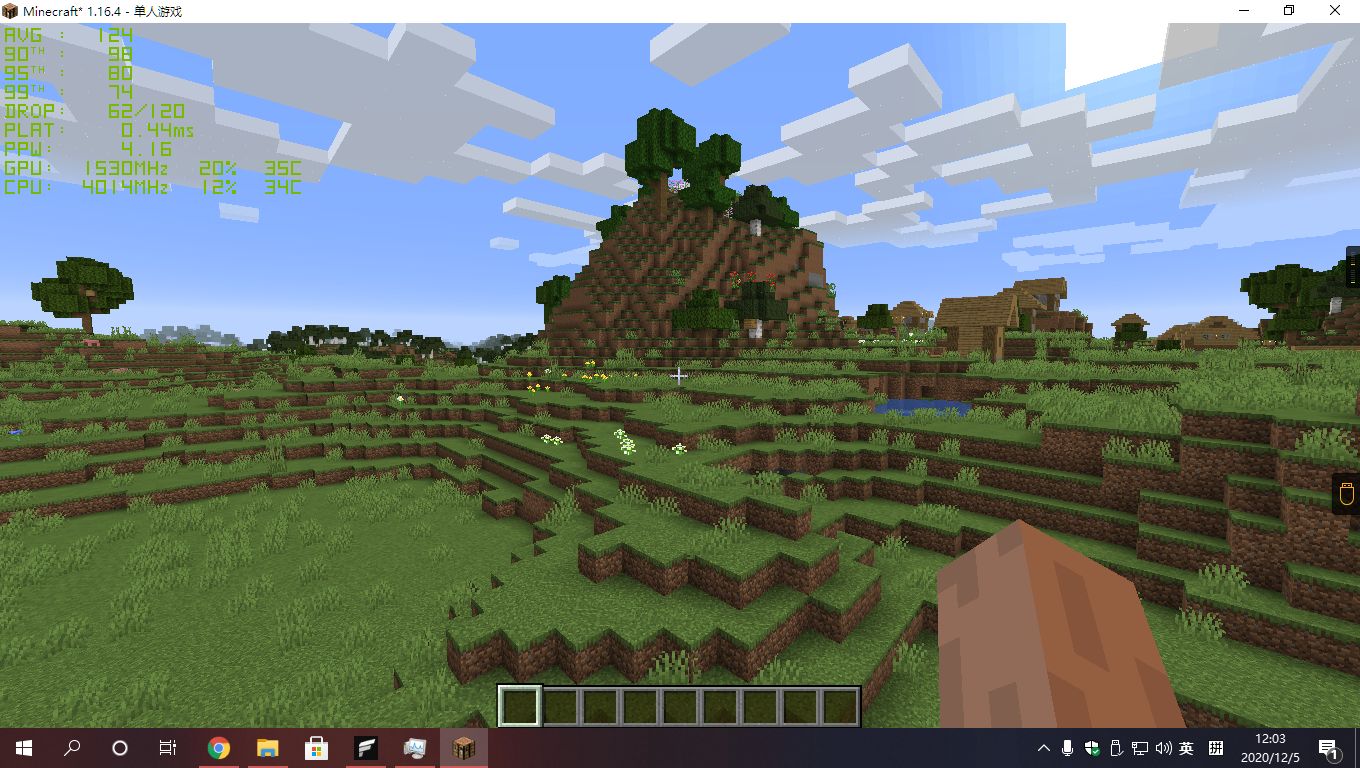 Minecraft* 1.16.4 - 单人游戏
AVG : 124
90TH : 98
95TH : 80
99TH : 74
DROP: 62/120
PLAT: 0.44ms
PPW: 4.16
GPU: 1530MHz 20% 35C
CPU: 4014MHz 12% 34C
英 拼 12:03
2020/12/5
1